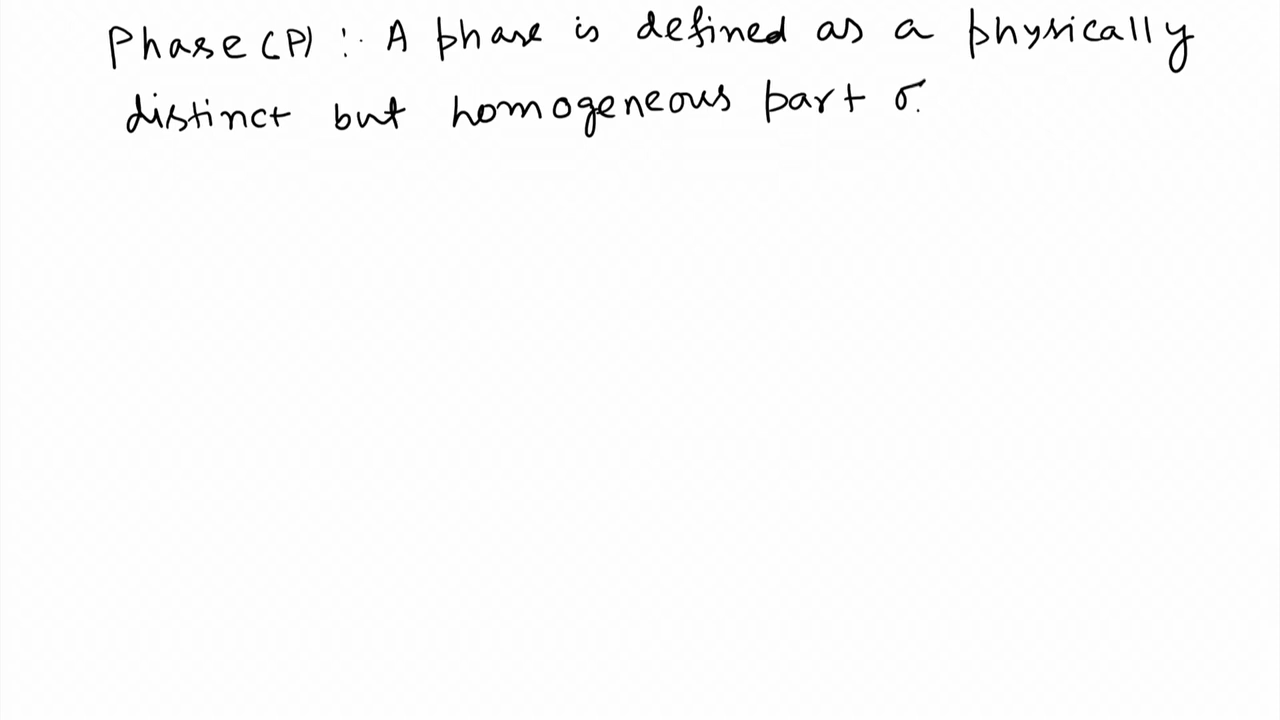 Phase (P) : A phase is defined as a physically
distinct but homogeneous part